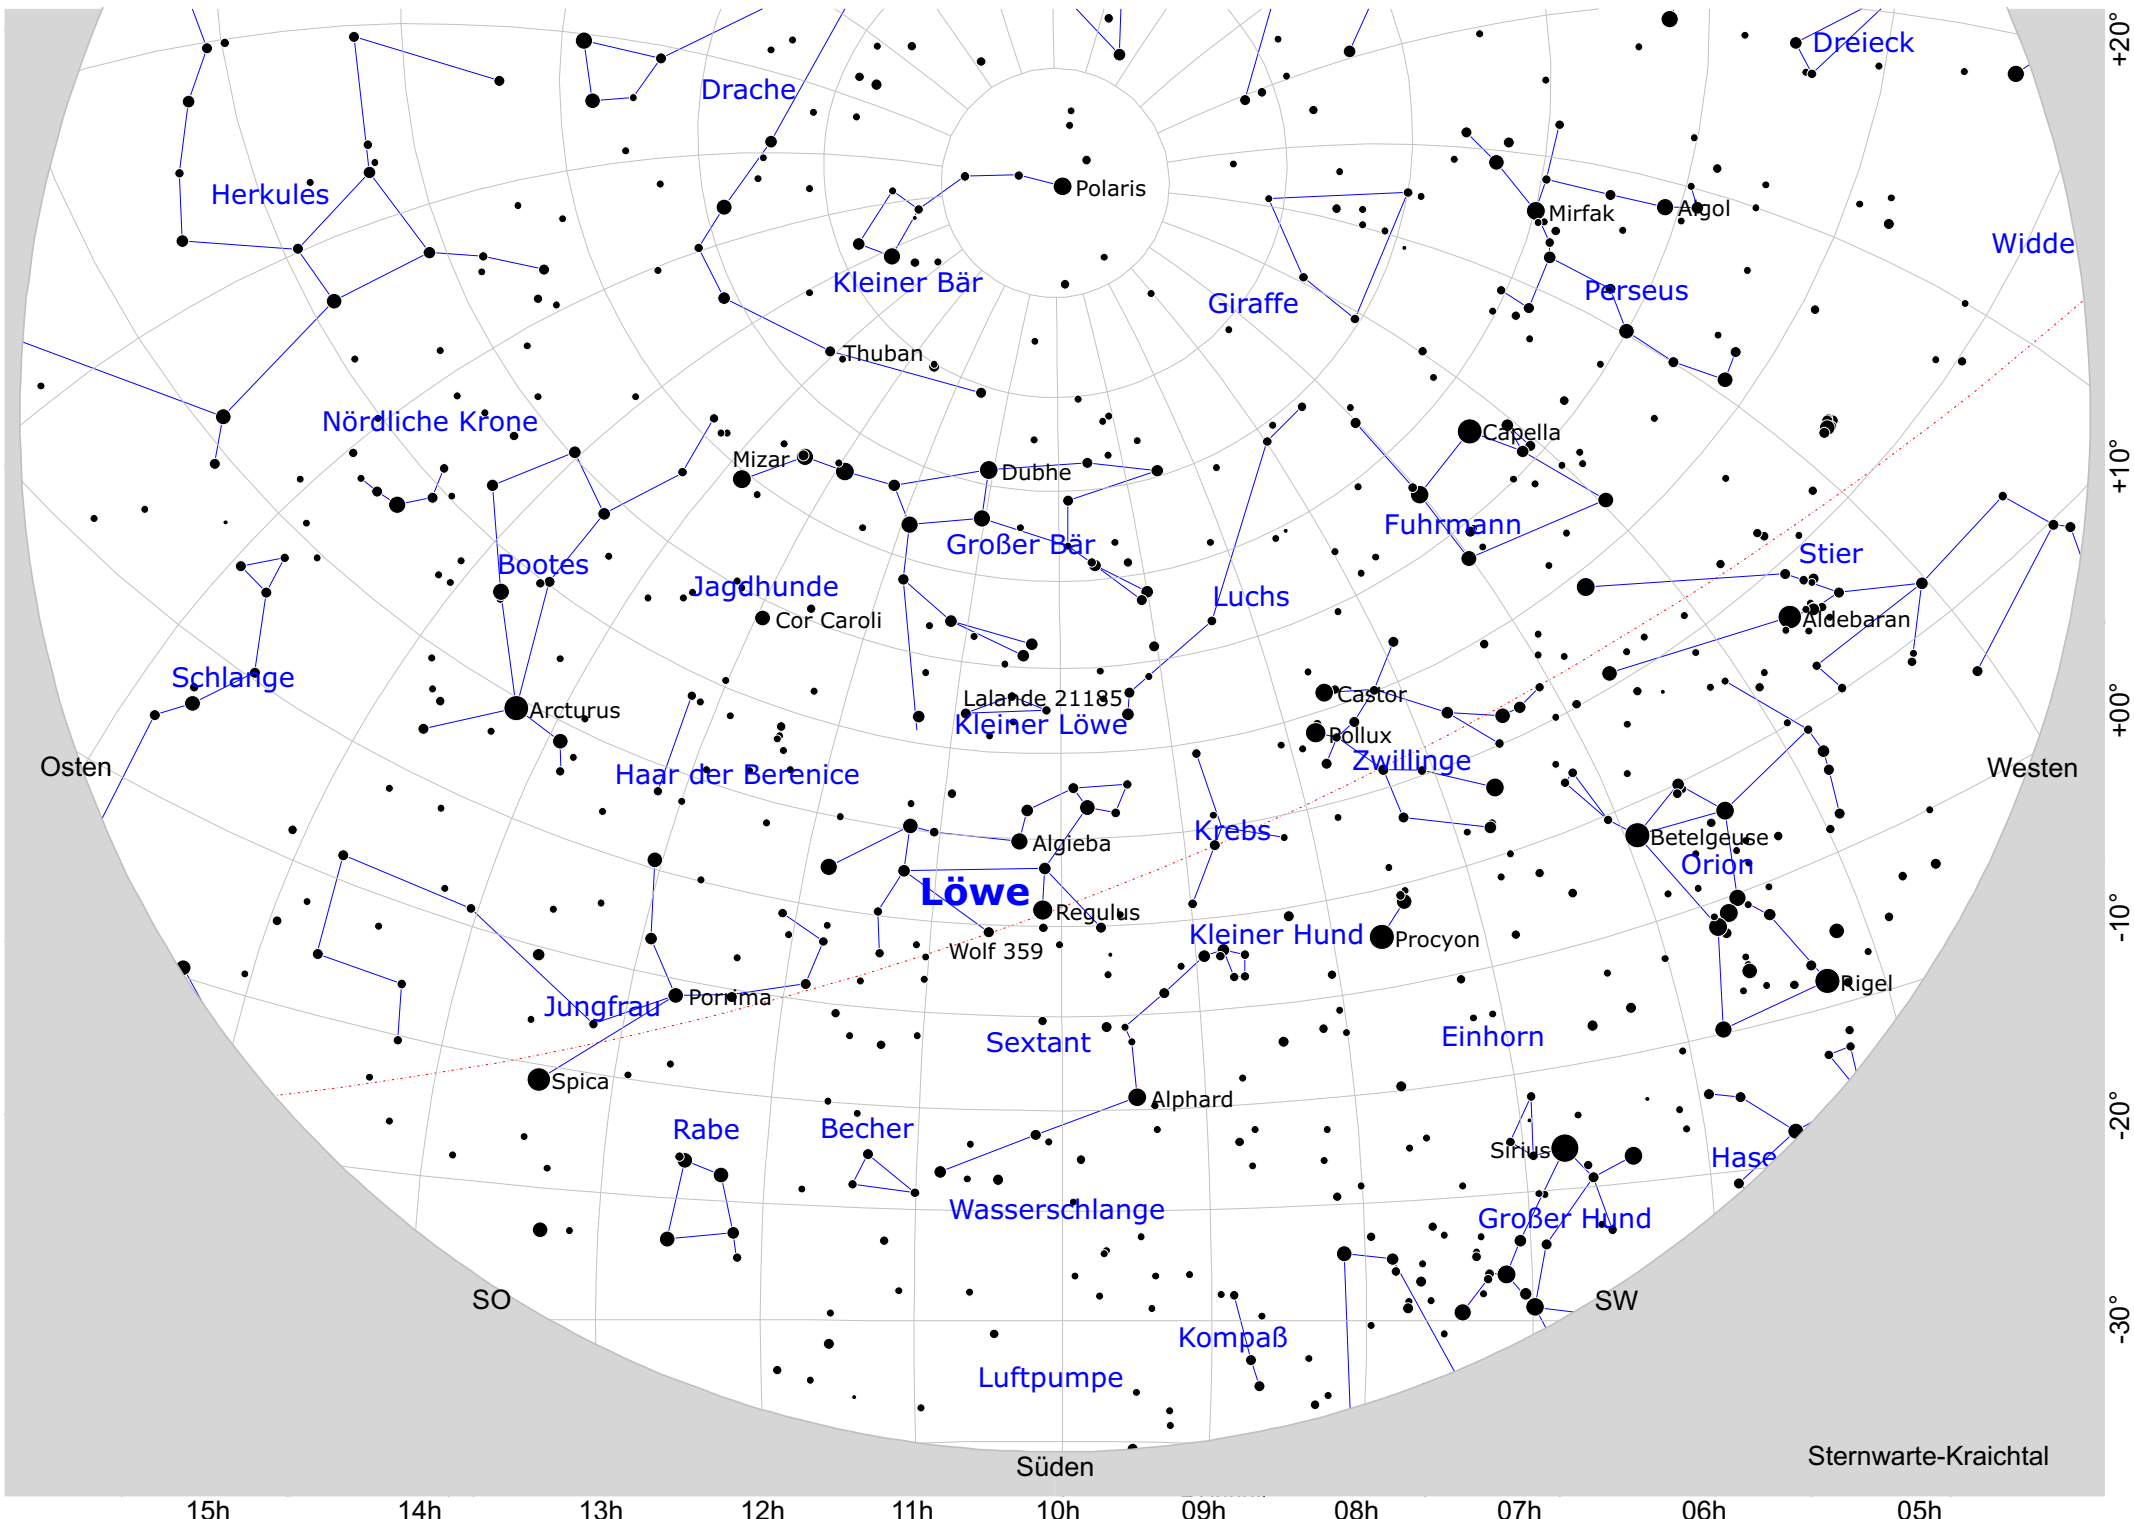 Dreieck
+20°
Drache
Polaris
Herkules
Mirfak
Algol
Widde
Kleiner Bär
Giraffe
Perseus
Thuban
Nördliche Krone
Capella
Mizar
Dubhe
+10°
Fuhrmann
Großer Bär
Stier
Bootes
Jagdhunde
Luchs
Cor Caroli
Aldebaran
Schlange
Lalande 21185
Castor
Arcturus
Kleiner Löwe
Pollux
+00°
Osten
Haar der Berenice
Zwillinge
Westen
Krebs
Betelgeuse
Algieba
Orion
Löwe
Regulus
-10°
Kleiner Hund
Procyon
Wolf 359
Rigel
Porrima
Jungfrau
Sextant
Einhorn
Spica
Alphard
-20°
Rabe
Becher
Sirius
Hase
Wasserschlange
Großer Hund
SO
SW
-30°
Kompaß
Luftpumpe
Sternwarte-Kraichtal
Süden
15h 14h 13h 12h 11h 10h 09h 08h 07h 06h 05h